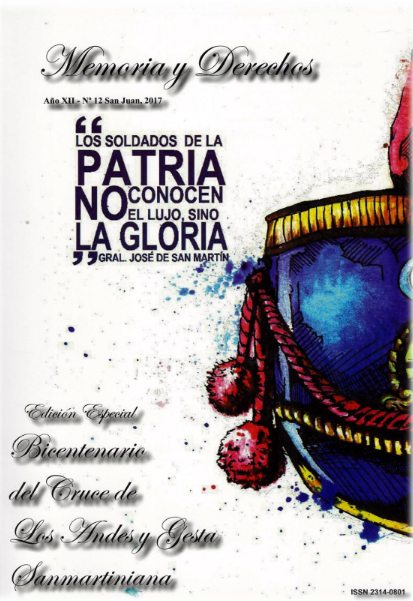 Memoria y Derechos
Año XII - Nº 12 San Juan, 2017
“
LOS SOLDADOS DE LA
PATRIA
NO CONOCEN
EL LUJO, SINO
LA GLORIA
” GRAL. JOSÉ DE SAN MARTÍN
Edición Especial
Bicentenario
del Cruce de
Los Andes y Gesta
Sanmartiniana
ISSN 2314-0801